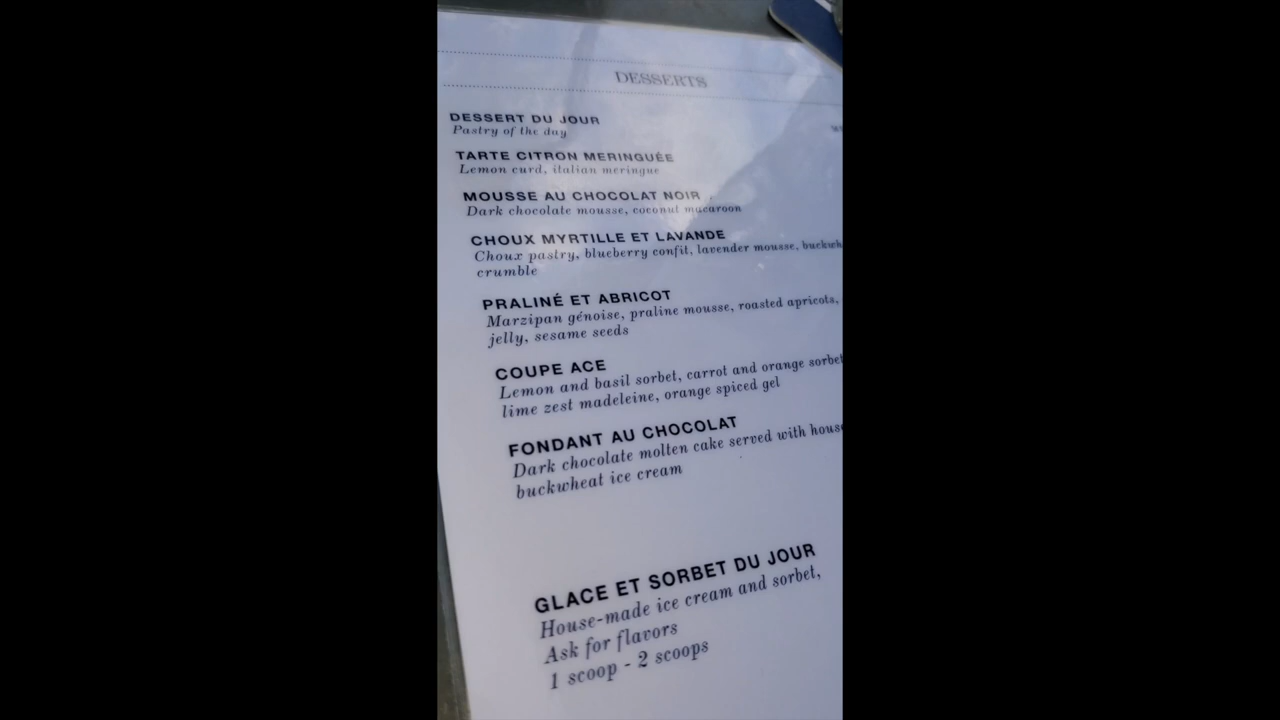 DESSERTS
DESSERT DU JOUR
Pastry of the day
TARTE CITRON MERINGUÉE
Lemon curd, italian meringue
MOUSSE AU CHOCOLAT NOIR
Dark chocolate mousse, coconut macaroon
CHOUX MYRTILLE ET LAVANDE
Choux pastry, blueberry confit, lavender mousse,
crumble
PRALINÉ ET ABRICOT
Marzipan génoise, praline mousse, roasted apricots,
jelly, sesame seeds
COUPE ACE
Lemon and basil sorbet, carrot and orange sorbet
lime zest madeleine, orange spiced gel
FONDANT AU CHOCOLAT
Dark chocolate molten cake served with house
buckwheat ice cream
GLACE ET SORBET DU JOUR
House-made ice cream and sorbet,
Ask for flavors
1 scoop - 2 scoops